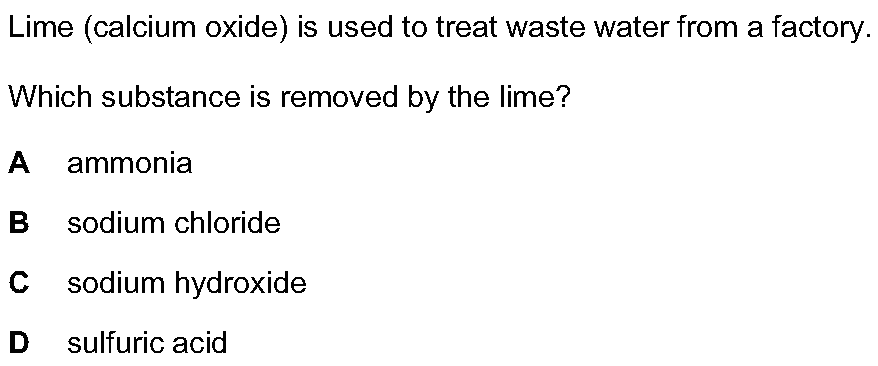 Lime (calcium oxide) is used to treat waste water from a factory.
Which substance is removed by the lime?
A ammonia
B sodium chloride
C sodium hydroxide
D sulfuric acid